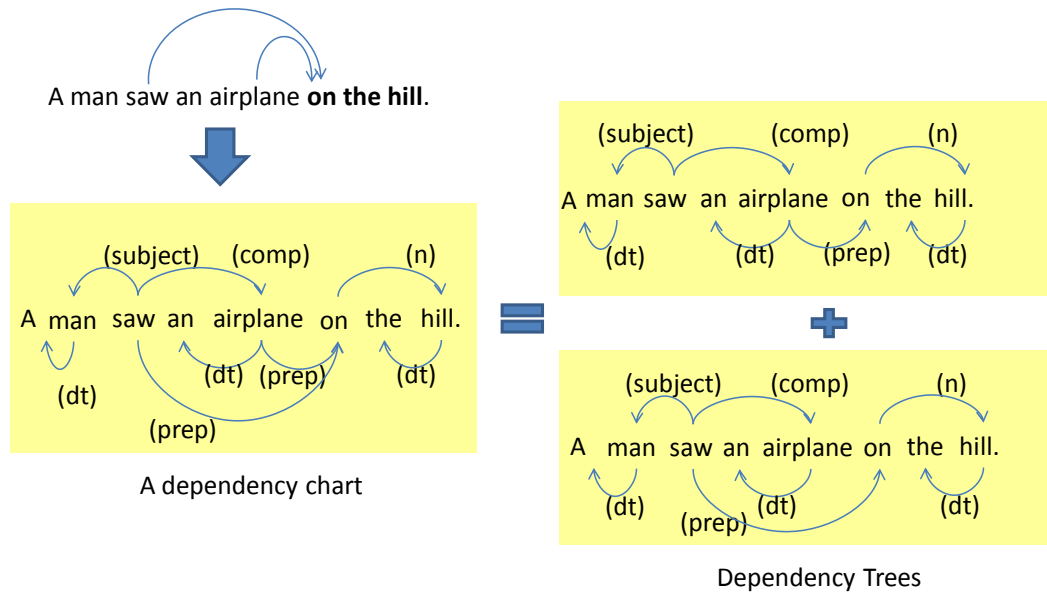 A man saw an airplane on the hill.
(subject) (comp) (n)
A man saw an airplane on the hill.
(dt) (dt) (prep) (dt)
(prep)
A dependency chart
(subject) (comp) (n)
A man saw an airplane on the hill.
(dt) (dt) (prep) (dt)
(subject) (comp) (n)
A man saw an airplane on the hill.
(dt) (prep) (dt) (dt)
Dependency Trees